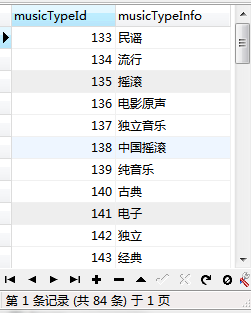 musicTypeId musicTypeInfo
133 民谣
134 流行
135 摇滚
136 电影原声
137 独立音乐
138 中国摇滚
139 纯音乐
140 古典
141 电子
142 独立
143 经典
第 1 条记录 (共 84 条) 于 1 页